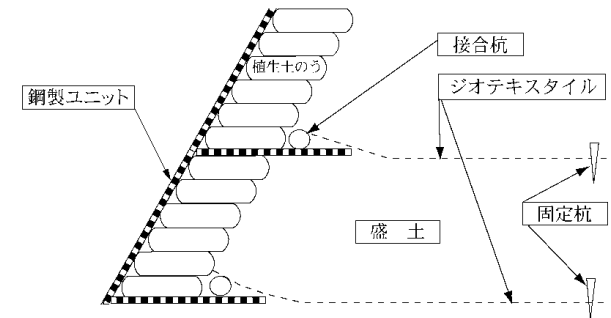 接合杭
植生土のう
ジオテキスタイル
鋼製ユニット
固定杭
盛 土